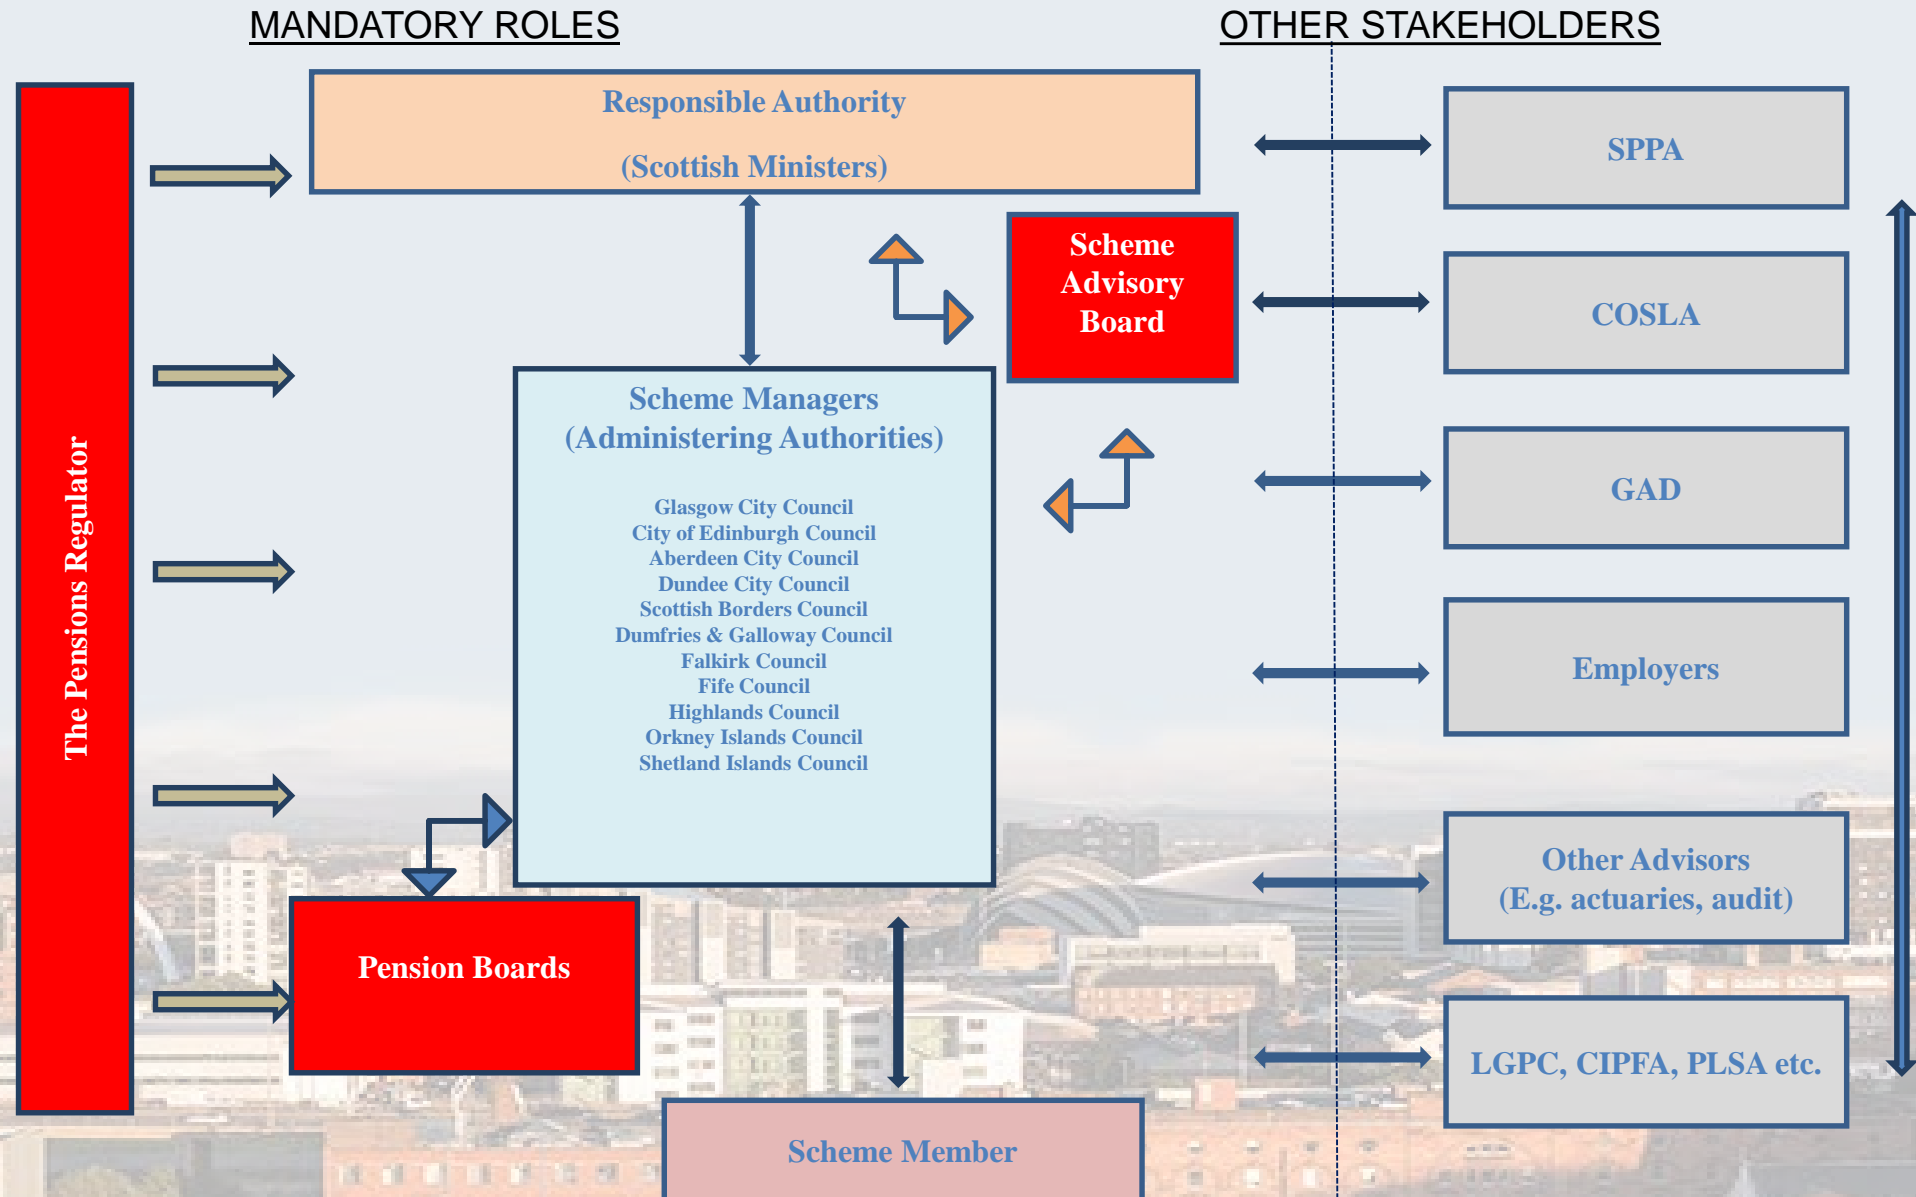 MANDATORY ROLES
OTHER STAKEHOLDERS
The Pensions Regulator
Responsible Authority
(Scottish Ministers)
Scheme
Advisory
Board
Scheme Managers
(Administering Authorities)
Glasgow City Council
City of Edinburgh Council
Aberdeen City Council
Dundee City Council
Scottish Borders Council
Dumfries & Galloway Council
Falkirk Council
Fife Council
Highlands Council
Orkney Islands Council
Shetland Islands Council
Pension Boards
Scheme Member
SPPA
COSLA
GAD
Employers
Other Advisors
(E.g. actuaries, audit)
LGPC, CIPFA, PLSA etc.